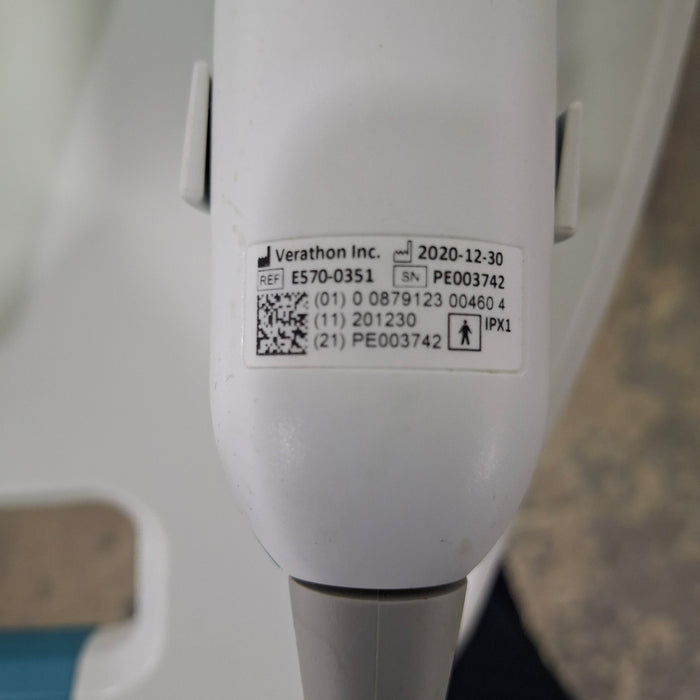 Verathon Inc. 2020-12-30
REF E570-0351 SN PE003742
(01) 0 0879123 00460 4
(11) 201230
(21) PE003742 IPX1